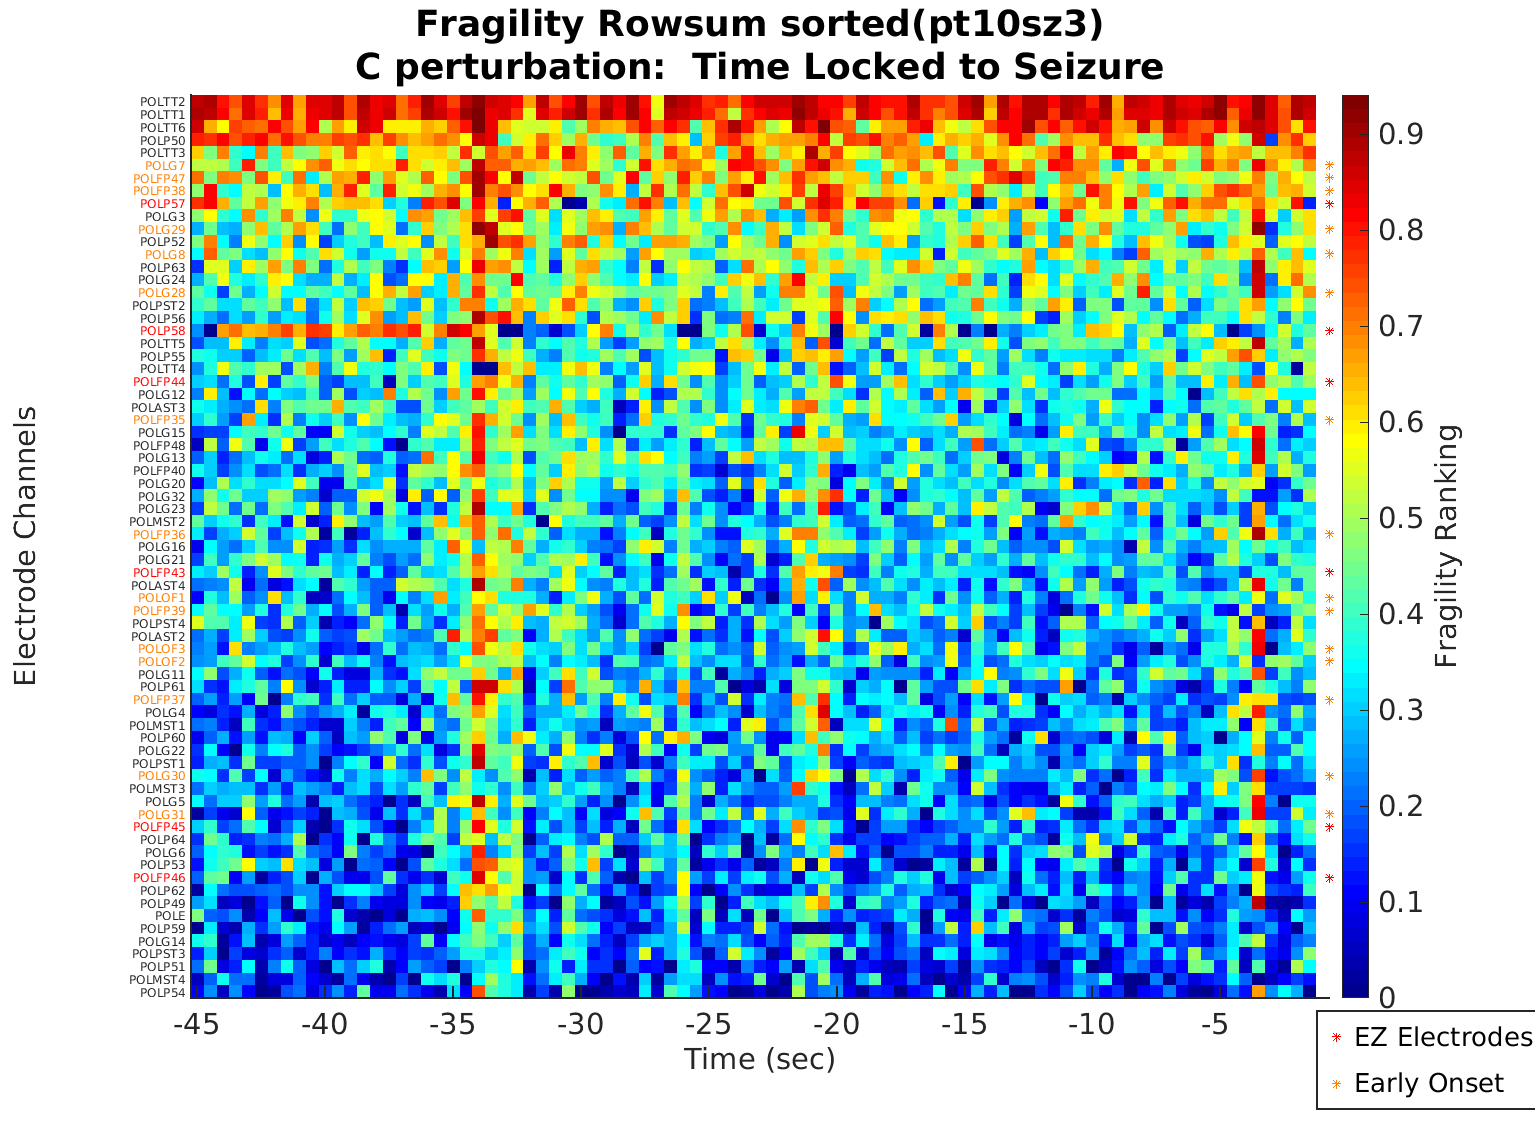 Fragility Rowsum sorted(pt10sz3)
C perturbation:  Time Locked to Seizure
POLTT2
POLTT1
POLTT6
POLP50
POLTT3
POLG7
POLFP47
POLFP38
POLP57
POLG3
POLG29
POLP52
POLG8
POLP63
POLG24
POLG28
POLPST2
POLP56
POLP58
POLTT5
POLP55
POLTT4
POLFP44
POLG12
POLAST3
POLFP35
POLG15
POLFP48
POLG13
POLFP40
POLG20
POLG32
POLG23
POLMST2
POLFP36
POLG16
POLG21
POLFP43
POLAST4
POLOF1
POLFP39
POLPST4
POLAST2
POLOF3
POLOF2
POLG11
POLP61
POLFP37
POLG4
POLMST1
POLP60
POLG22
POLPST1
POLG30
POLMST3
POLG5
POLG31
POLFP45
POLP64
POLG6
POLP53
POLFP46
POLP62
POLP49
POLE
POLP59
POLG14
POLPST3
POLP51
POLMST4
POLP54
Electrode Channels
-45 -40 -35 -30 -25 -20 -15 -10 -5
Time (sec)
0.9
0.8
0.7
0.6
0.5
0.4
0.3
0.2
0.1
0
Fragility Ranking
EZ Electrodes
Early Onset